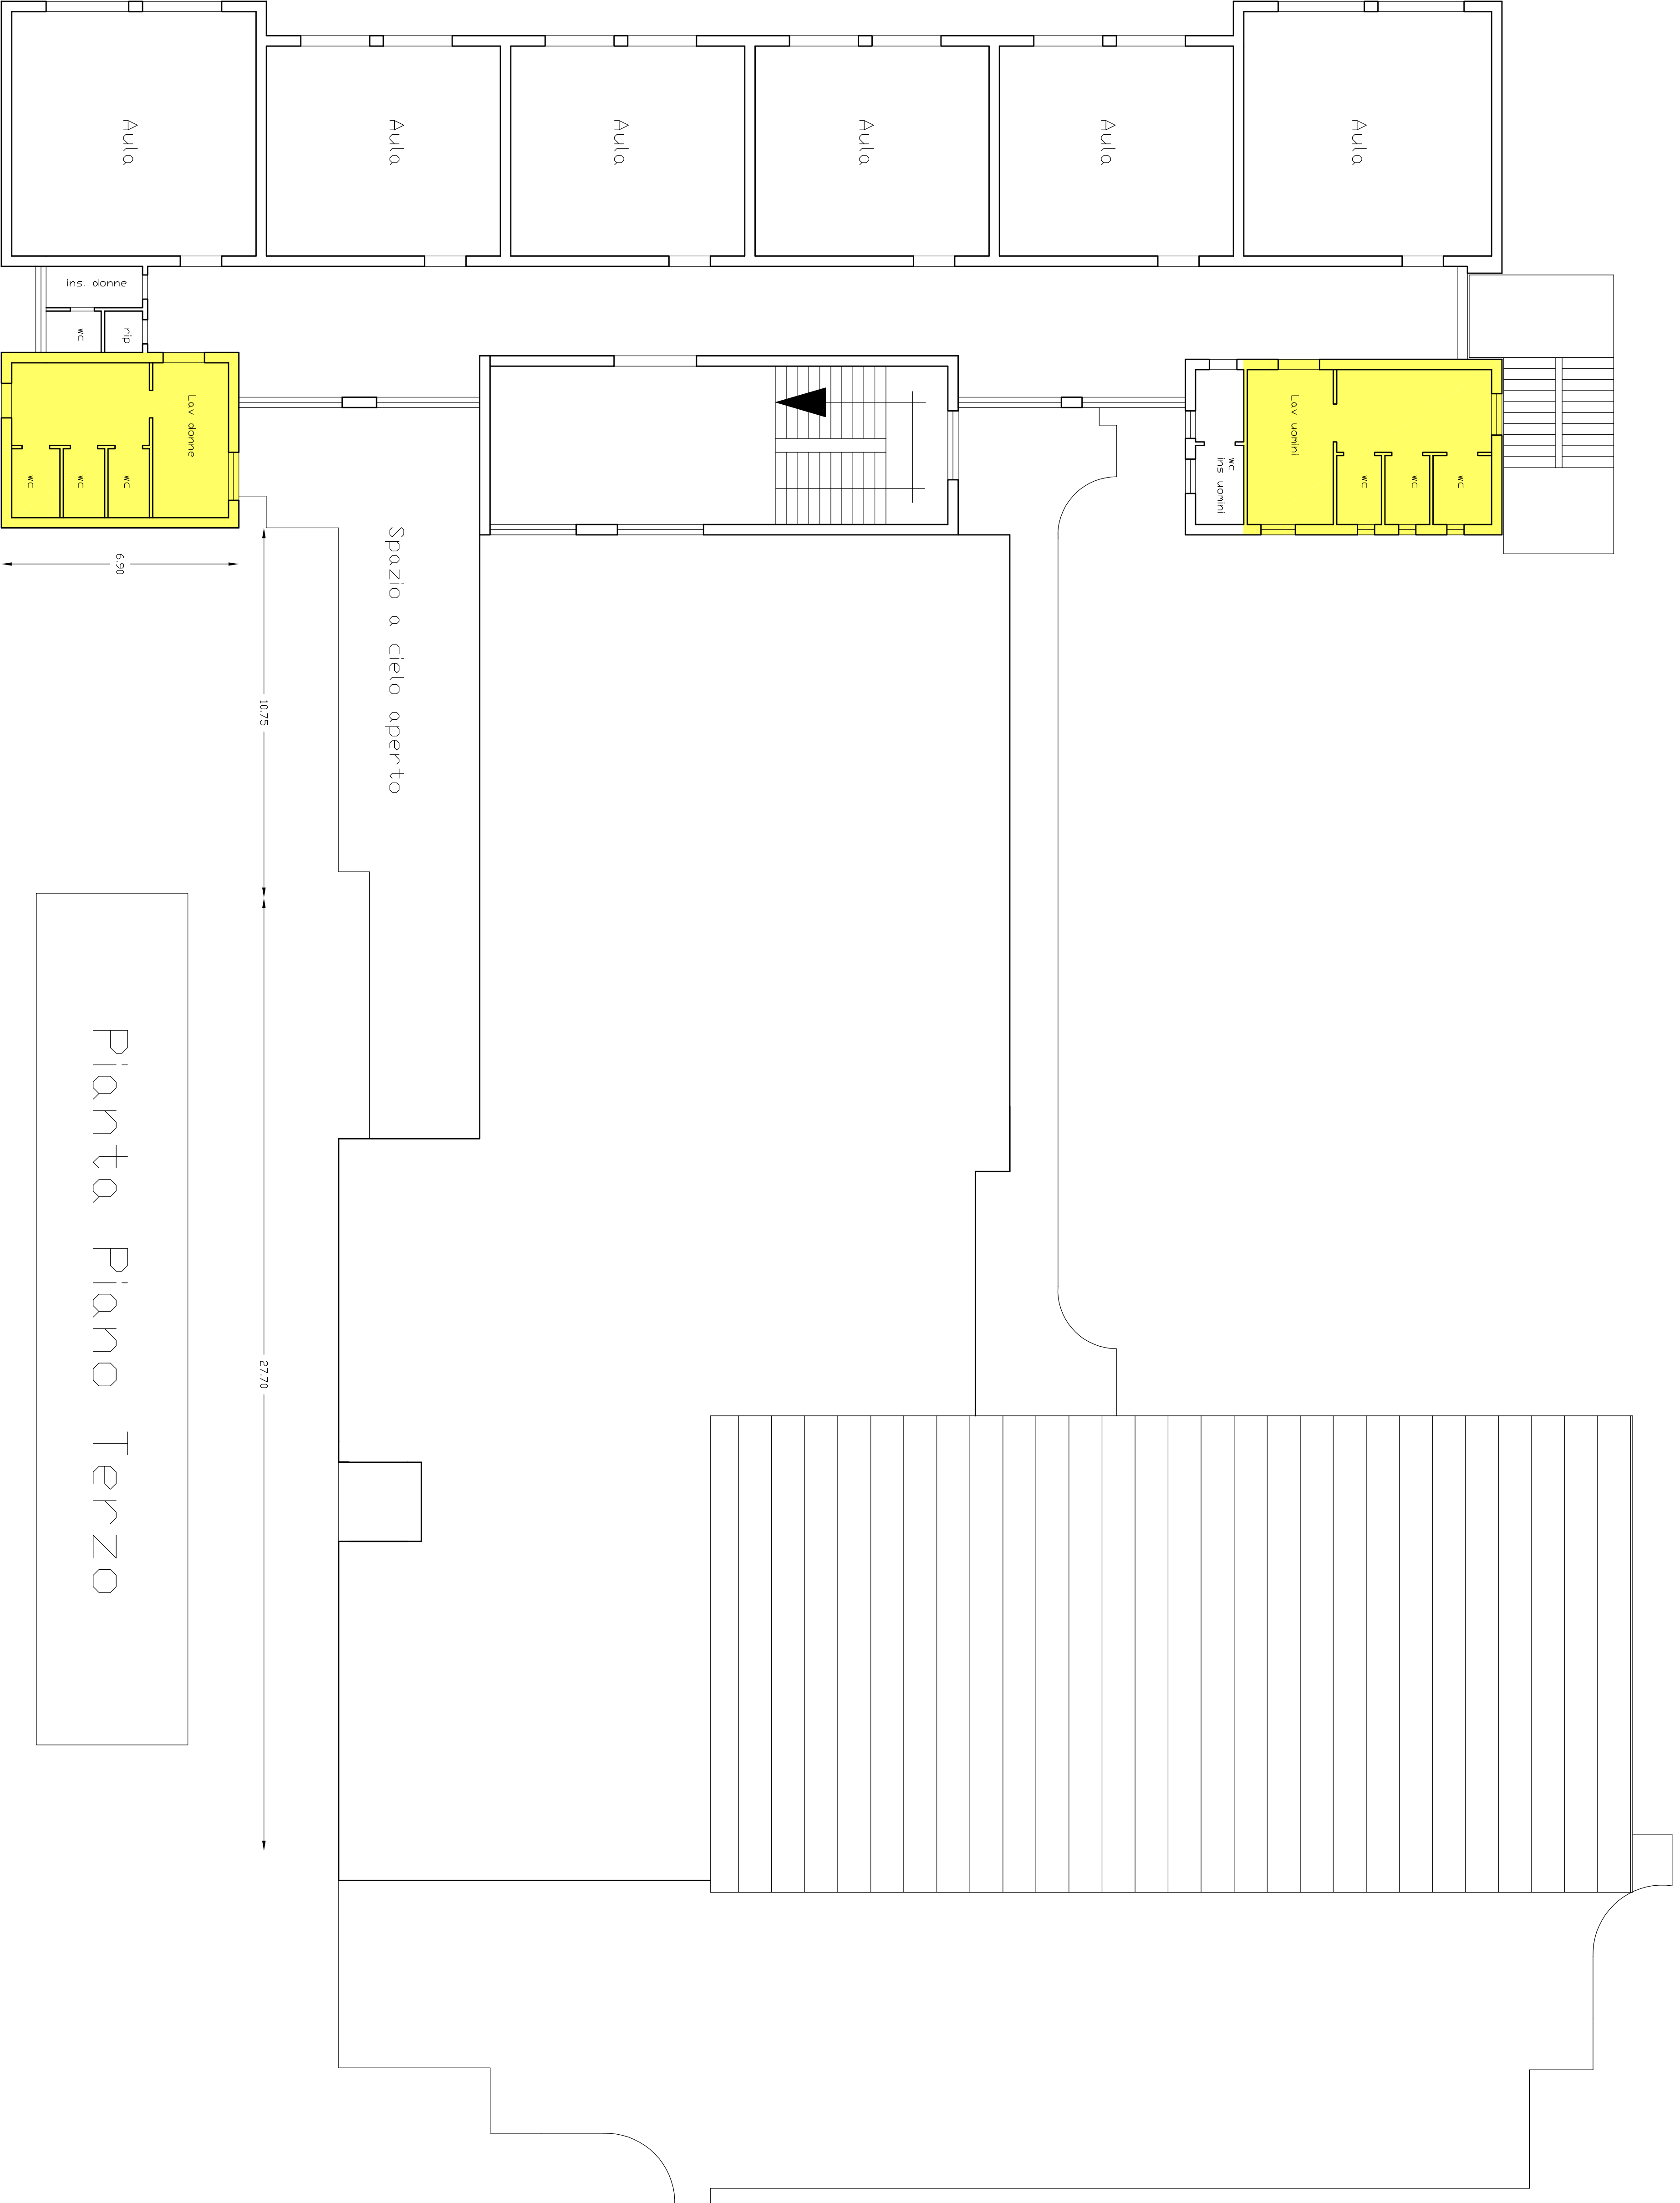 Aula
Aula
Aula
Aula
Aula
Aula
ins. donne
wc
rip
Lav donne
wc
wc
wc
Lav uomini
wc
ins uomini
wc
wc
wc
6.90
10.75
Spazio a cielo aperto
27.70
Pianta Piano Terzo